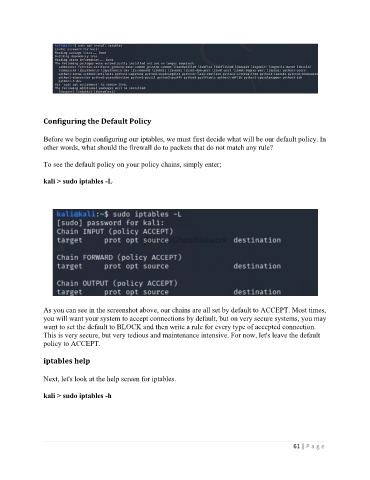 Configuring the Default Policy
Before we begin configuring our iptables, we must first decide what will be our default policy. In
other words, what should the firewall do to packets that do not match any rule?
To see the default policy on your policy chains, simply enter;
kali > sudo iptables -L
kali@kali:~$ sudo iptables -L
[sudo] password for kali:
Chain INPUT (policy ACCEPT)
target prot opt source destination
Chain FORWARD (policy ACCEPT)
target prot opt source destination
Chain OUTPUT (policy ACCEPT)
target prot opt source destination
As you can see in the screenshot above, our chains are all set by default to ACCEPT. Most times,
you will want your system to accept connections by default, but on very secure systems, you may
want to set the default to BLOCK and then write a rule for every type of accepted connection.
This is very secure, but very tedious and maintenance intensive. For now, let's leave the default
policy to ACCEPT.
iptables help
Next, let's look at the help screen for iptables.
kali > sudo iptables -h
61 | Page